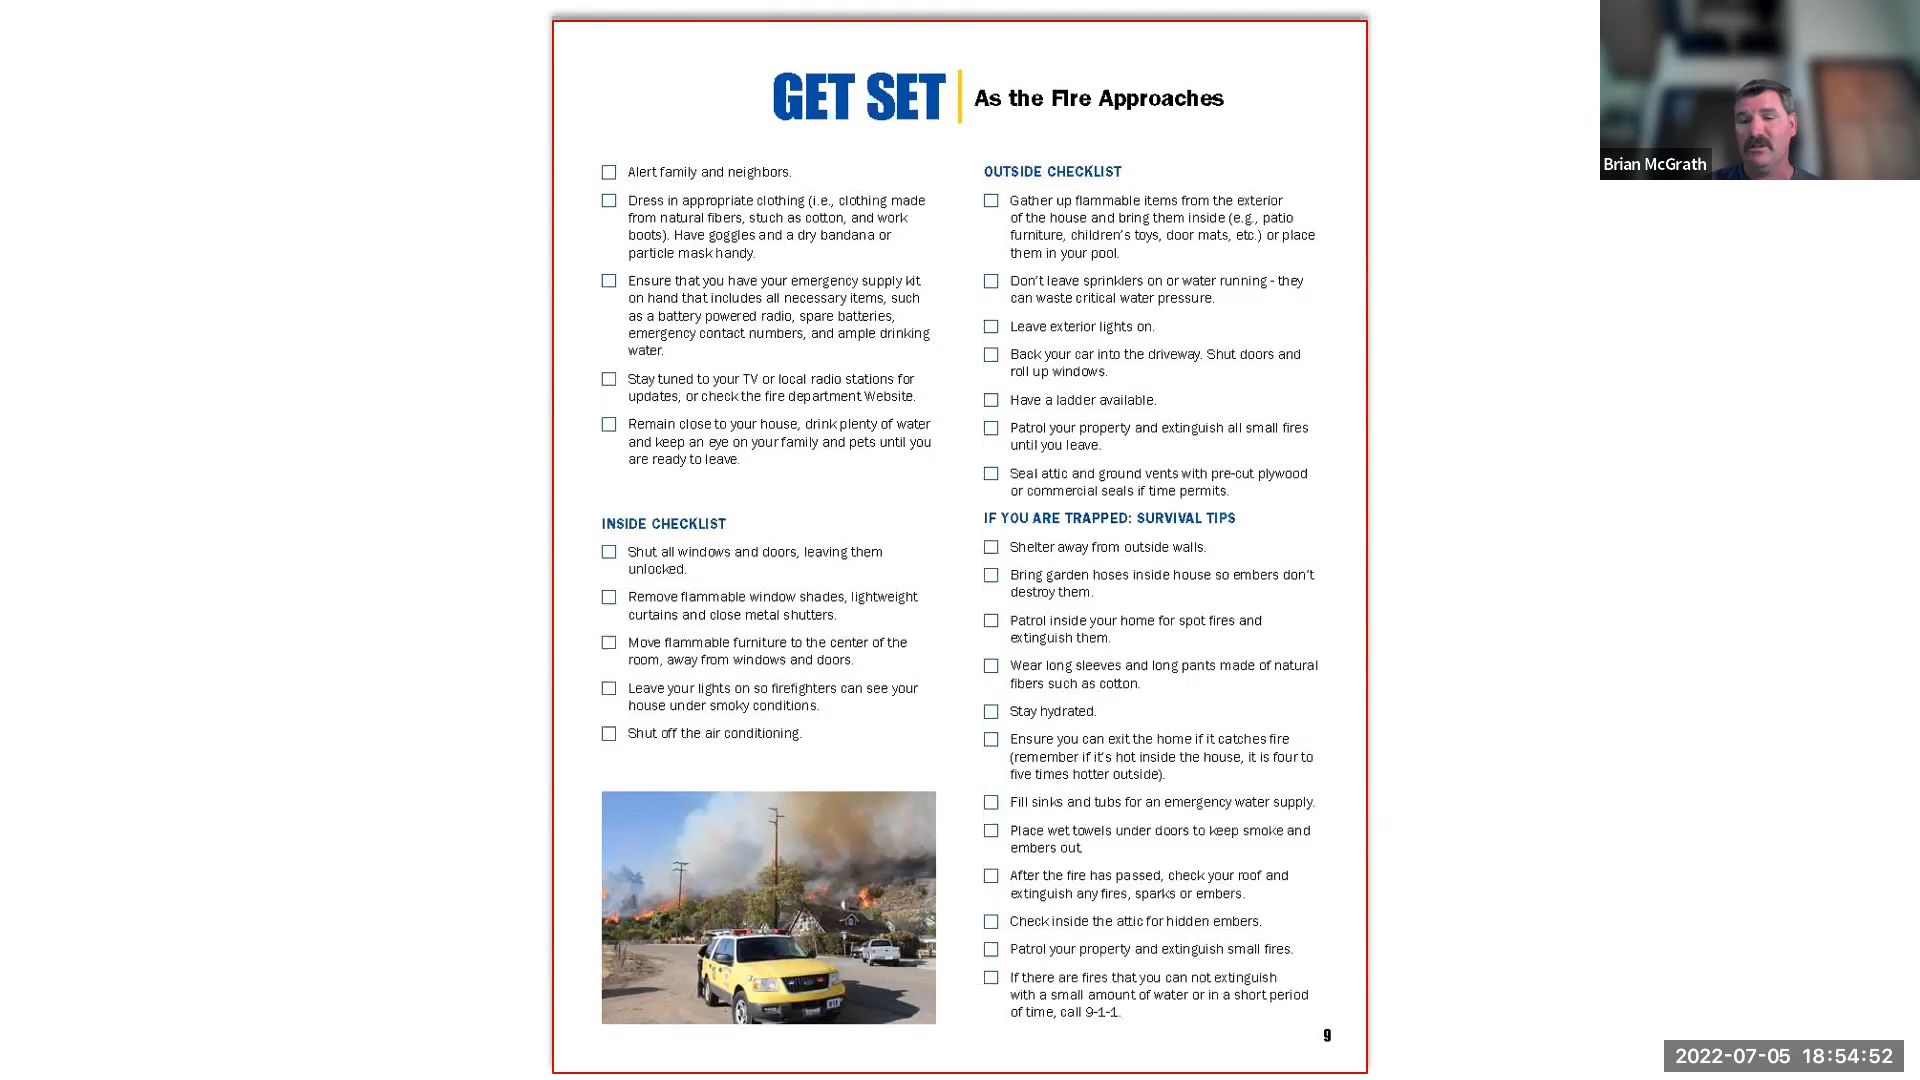 GET SET
As the Fire Approaches
Alert family and neighbors.
Dress in appropriate clothing (i.e., clothing made
from natural fibers, stuch as cotton, and work
boots). Have goggles and a dry bandana or
particle mask handy.
Ensure that you have your emergency supply kit
on hand that includes all necessary items, such
as a battery powered radio, spare batteries,
emergency contact numbers, and ample drinking
water.
Stay tuned to your TV or local radio stations for
updates, or check the fire department Website.
Remain close to your house, drink plenty of water
and keep an eye on your family and pets until you
are ready to leave.
INSIDE CHECKLIST
Shut all windows and doors, leaving them
unlocked.
Remove flammable window shades, lightweight
curtains and close metal shutters.
Move flammable furniture to the center of the
room, away from windows and doors.
Leave your lights on so firefighters can see your
house under smoky conditions.
Shut off the air conditioning.
OUTSIDE CHECKLIST
Gather up flammable items from the exterior
of the house and bring them inside (e.g., patio
furniture, children's toys, door mats, etc.) or place
them in your pool.
Don't leave sprinklers on or water running - they
can waste critical water pressure.
Leave exterior lights on.
Back your car into the driveway. Shut doors and
roll up windows.
Have a ladder available.
Patrol your property and extinguish all small fires
until you leave.
Seal attic and ground vents with pre-cut plywood
or commercial seals if time permits.
IF YOU ARE TRAPPED: SURVIVAL TIPS
Shelter away from outside walls.
Bring garden hoses inside house so embers don't
destroy them.
Patrol inside your home for spot fires and
extinguish them.
Wear long sleeves and long pants made of natural
fibers such as cotton.
Stay hydrated.
Ensure you can exit the home if it catches fire
(remember if it's hot inside the house, it is four to
five times hotter outside).
Fill sinks and tubs for an emergency water supply.
Place wet towels under doors to keep smoke and
embers out.
After the fire has passed, check your roof and
extinguish any fires, sparks or embers.
Check inside the attic for hidden embers.
Patrol your property and extinguish small fires.
If there are fires that you can not extinguish
with a small amount of water or in a short period
of time, call 9-1-1.
9
Brian McGrath
2022-07-05 18:54:52